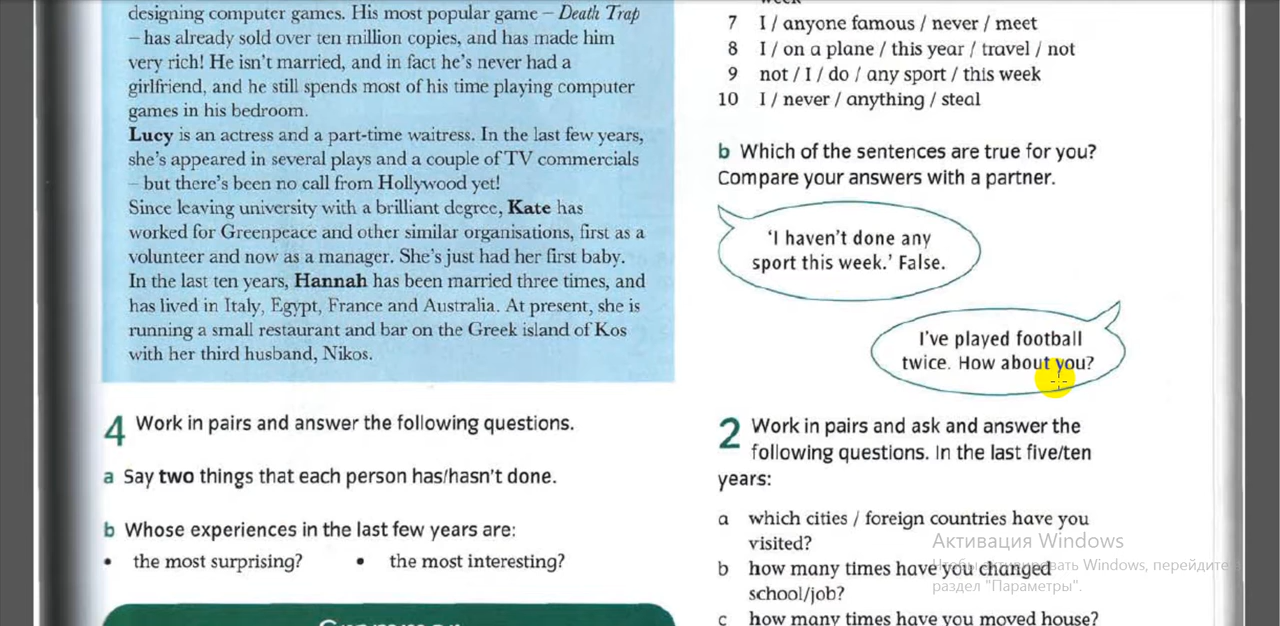 designing computer games. His most popular game – Death Trap
– has already sold over ten million copies, and has made him
very rich! He isn't married, and in fact he's never had a
girlfriend, and he still spends most of his time playing computer
games in his bedroom.
Lucy is an actress and a part-time waitress. In the last few years,
she's appeared in several plays and a couple of TV commercials
– but there's been no call from Hollywood yet!
Since leaving university with a brilliant degree, Kate has
worked for Greenpeace and other similar organisations, first as a
volunteer and now as a manager. She's just had her first baby.
In the last ten years, Hannah has been married three times, and
has lived in Italy, Egypt, France and Australia. At present, she is
running a small restaurant and bar on the Greek island of Kos
with her third husband, Nikos.
4 Work in pairs and answer the following questions.
a Say two things that each person has/hasn't done.
b Whose experiences in the last few years are:
• the most surprising? • the most interesting?
Grammar
week
7 I / anyone famous / never / meet
8 I / on a plane / this year / travel / not
9 not / I / do / any sport / this week
10 I / never / anything / steal
b Which of the sentences are true for you?
Compare your answers with a partner.
'I haven't done any
sport this week.' False.
I've played football
twice. How about you?
2 Work in pairs and ask and answer the
following questions. In the last five/ten
years:
a which cities / foreign countries have you
visited?
b how many times have you changed
school/job?
c how many times have you moved house?
Активация Windows
Чтобы активировать Windows, перейдите в
раздел "Параметры".